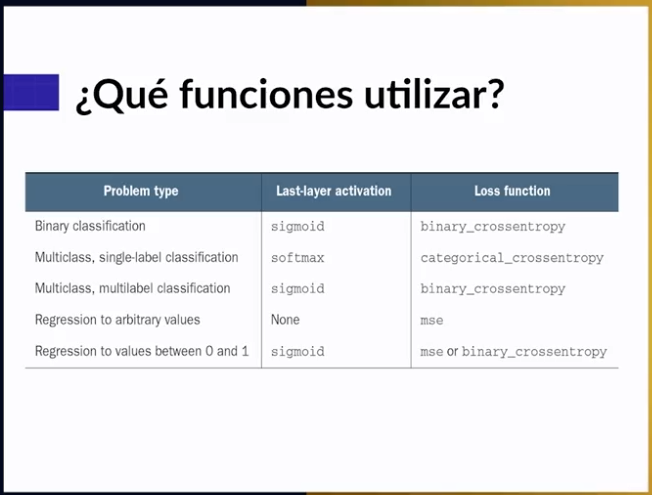 ¿Qué funciones utilizar?
Problem type Last-layer activation Loss function
Binary classification sigmoid binary_crossentropy
Multiclass, single-label classification softmax categorical_crossentropy
Multiclass, multilabel classification sigmoid binary_crossentropy
Regression to arbitrary values None mse
Regression to values between 0 and 1 sigmoid mse or binary_crossentropy